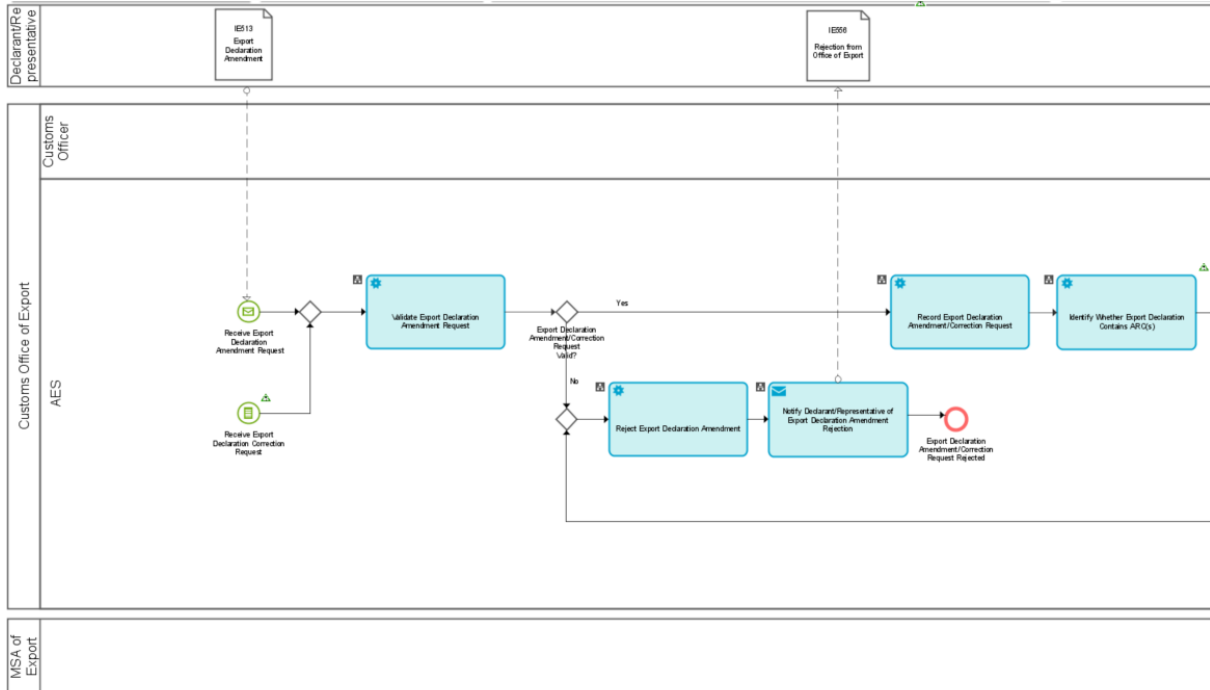 Declarant/Re
presentative
IE513
Export
Declaration
Amendment
IE556
Rejection from
Office of Export
Customs Office of Export
Customs
Officer
AES
Receive Export
Declaration
Amendment Request
Validate Export Declaration
Amendment Request
Export Declaration
Amendment/Correction
Request
Valid?
Yes
Record Export Declaration
Amendment/Correction Request
Identify Whether Export Declaration
Contains ARC(s)
No
Receive Export
Declaration Correction
Request
Reject Export Declaration Amendment
Notify Declarant/Representative of
Export Declaration Amendment
Rejection
Export Declaration
Amendment/Correction
Request Rejected
MSA of
Export